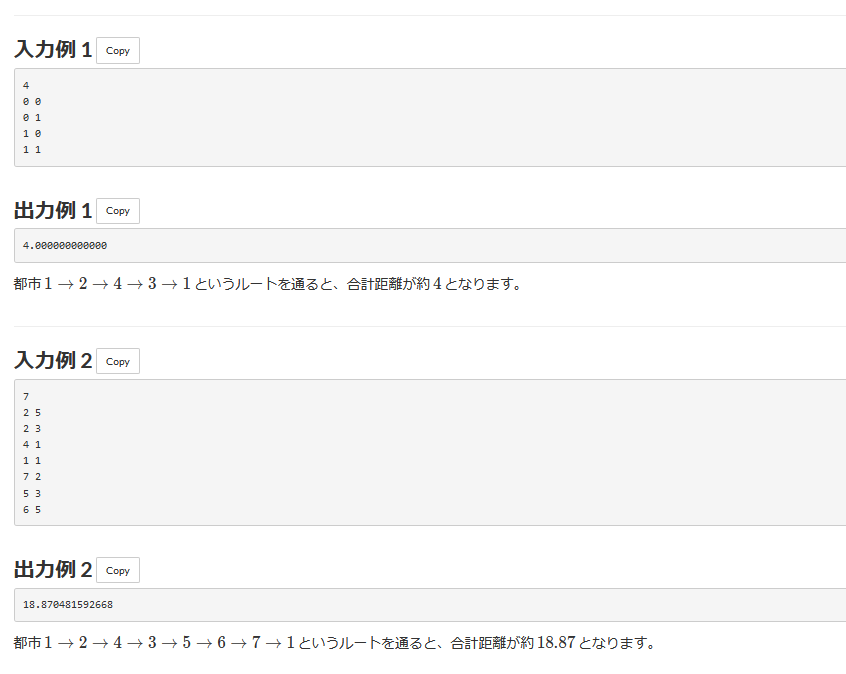 入力例 1 Copy
4
0 0
0 1
1 0
1 1
出力例 1 Copy
4.000000000000
都市 1 → 2 → 4 → 3 → 1 というルートを通ると、合計距離が約 4 となります。
入力例 2 Copy
7
2 5
2 3
4 1
1 1
7 2
5 3
6 5
出力例 2 Copy
18.870481592668
都市 1 → 2 → 4 → 3 → 5 → 6 → 7 → 1 というルートを通ると、合計距離が約 18.87 となります。